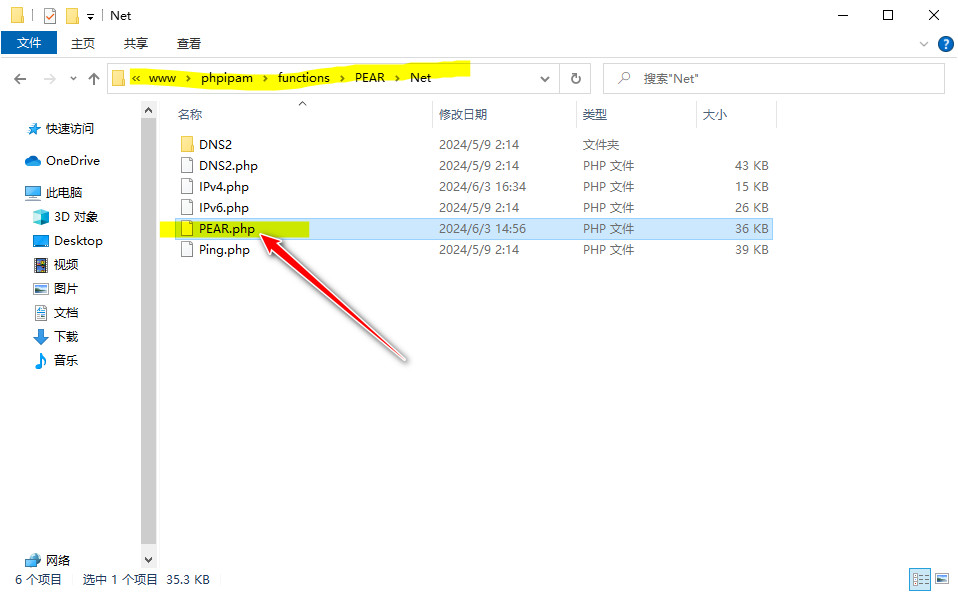 Net
文件 主页 共享 查看
« www › phpipam › functions › PEAR › Net 搜索"Net"
名称 修改日期 类型 大小
快速访问
OneDrive
此电脑
3D 对象
Desktop
视频
图片
文档
下载
音乐
网络
DNS2 2024/5/9 2:14 文件夹
DNS2.php 2024/5/9 2:14 PHP 文件 43 KB
IPv4.php 2024/6/3 16:34 PHP 文件 15 KB
IPv6.php 2024/5/9 2:14 PHP 文件 26 KB
PEAR.php 2024/6/3 14:56 PHP 文件 36 KB
Ping.php 2024/5/9 2:14 PHP 文件 39 KB
6 个项目 选中 1 个项目 35.3 KB